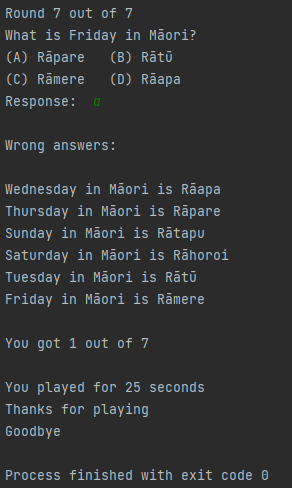 Round 7 out of 7
What is Friday in Māori?
(A) Rāpare   (B) Rātū
(C) Rāmere   (D) Rāapa
Response:  a
Wrong answers:
Wednesday in Māori is Rāapa
Thursday in Māori is Rāpare
Sunday in Māori is Rātapu
Saturday in Māori is Rāhoroi
Tuesday in Māori is Rātū
Friday in Māori is Rāmere
You got 1 out of 7
You played for 25 seconds
Thanks for playing
Goodbye
Process finished with exit code 0